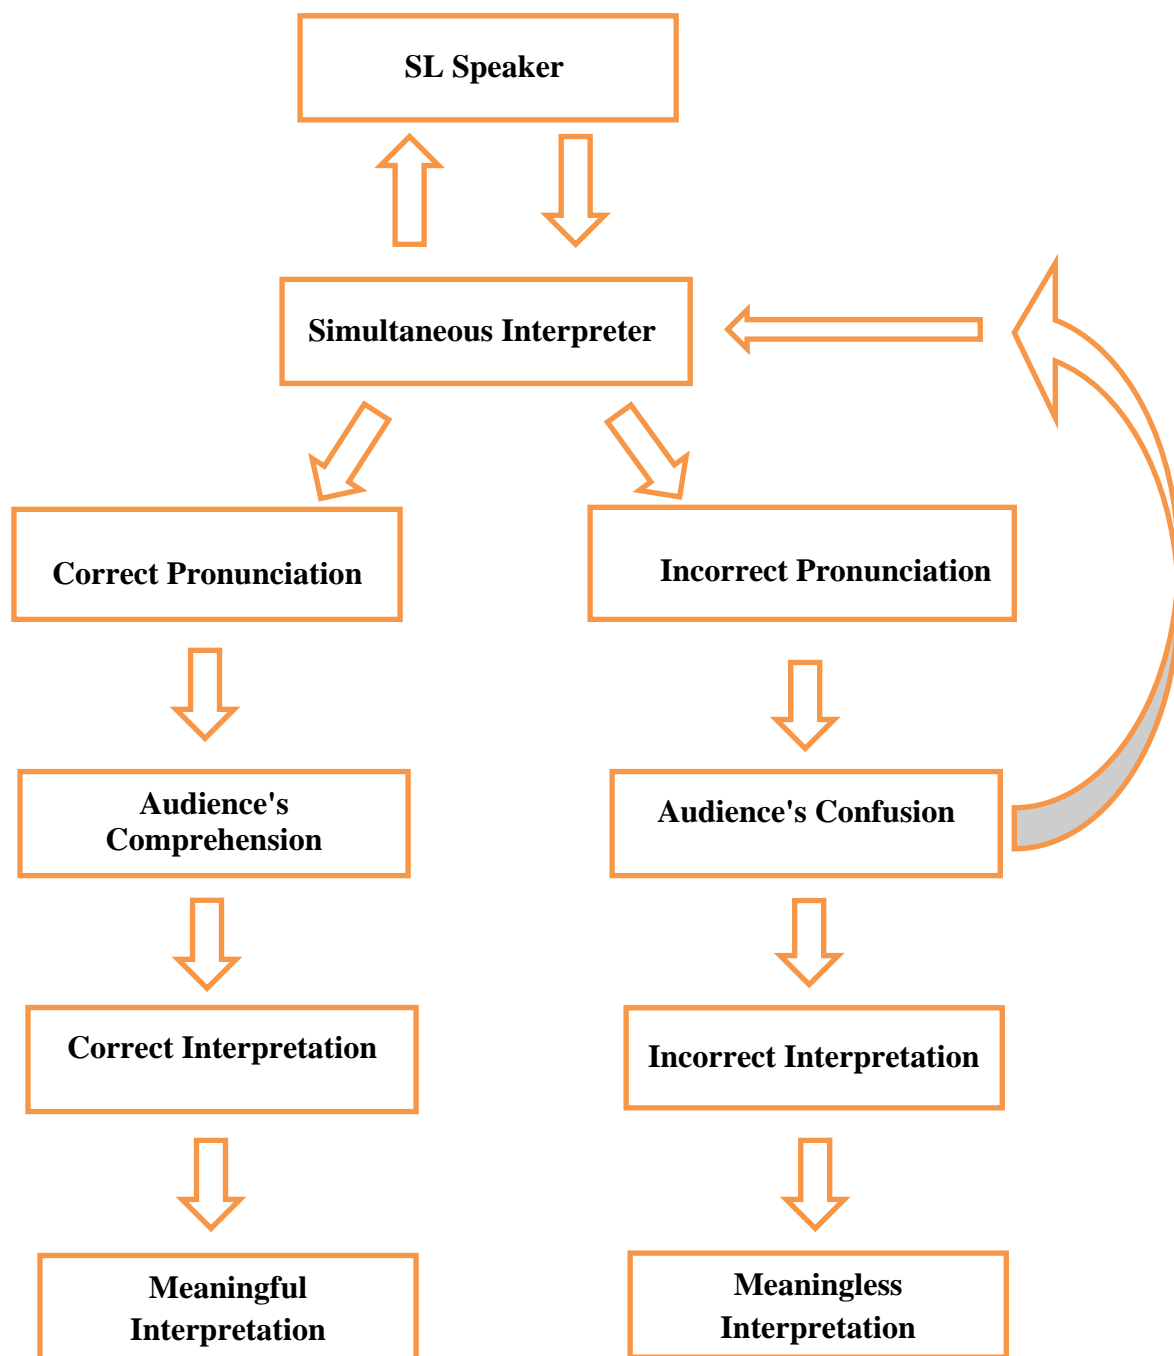 SL Speaker
Simultaneous Interpreter
Correct Pronunciation
Incorrect Pronunciation
Audience's
Comprehension
Audience's Confusion
Correct Interpretation
Incorrect Interpretation
Meaningful
Interpretation
Meaningless
Interpretation